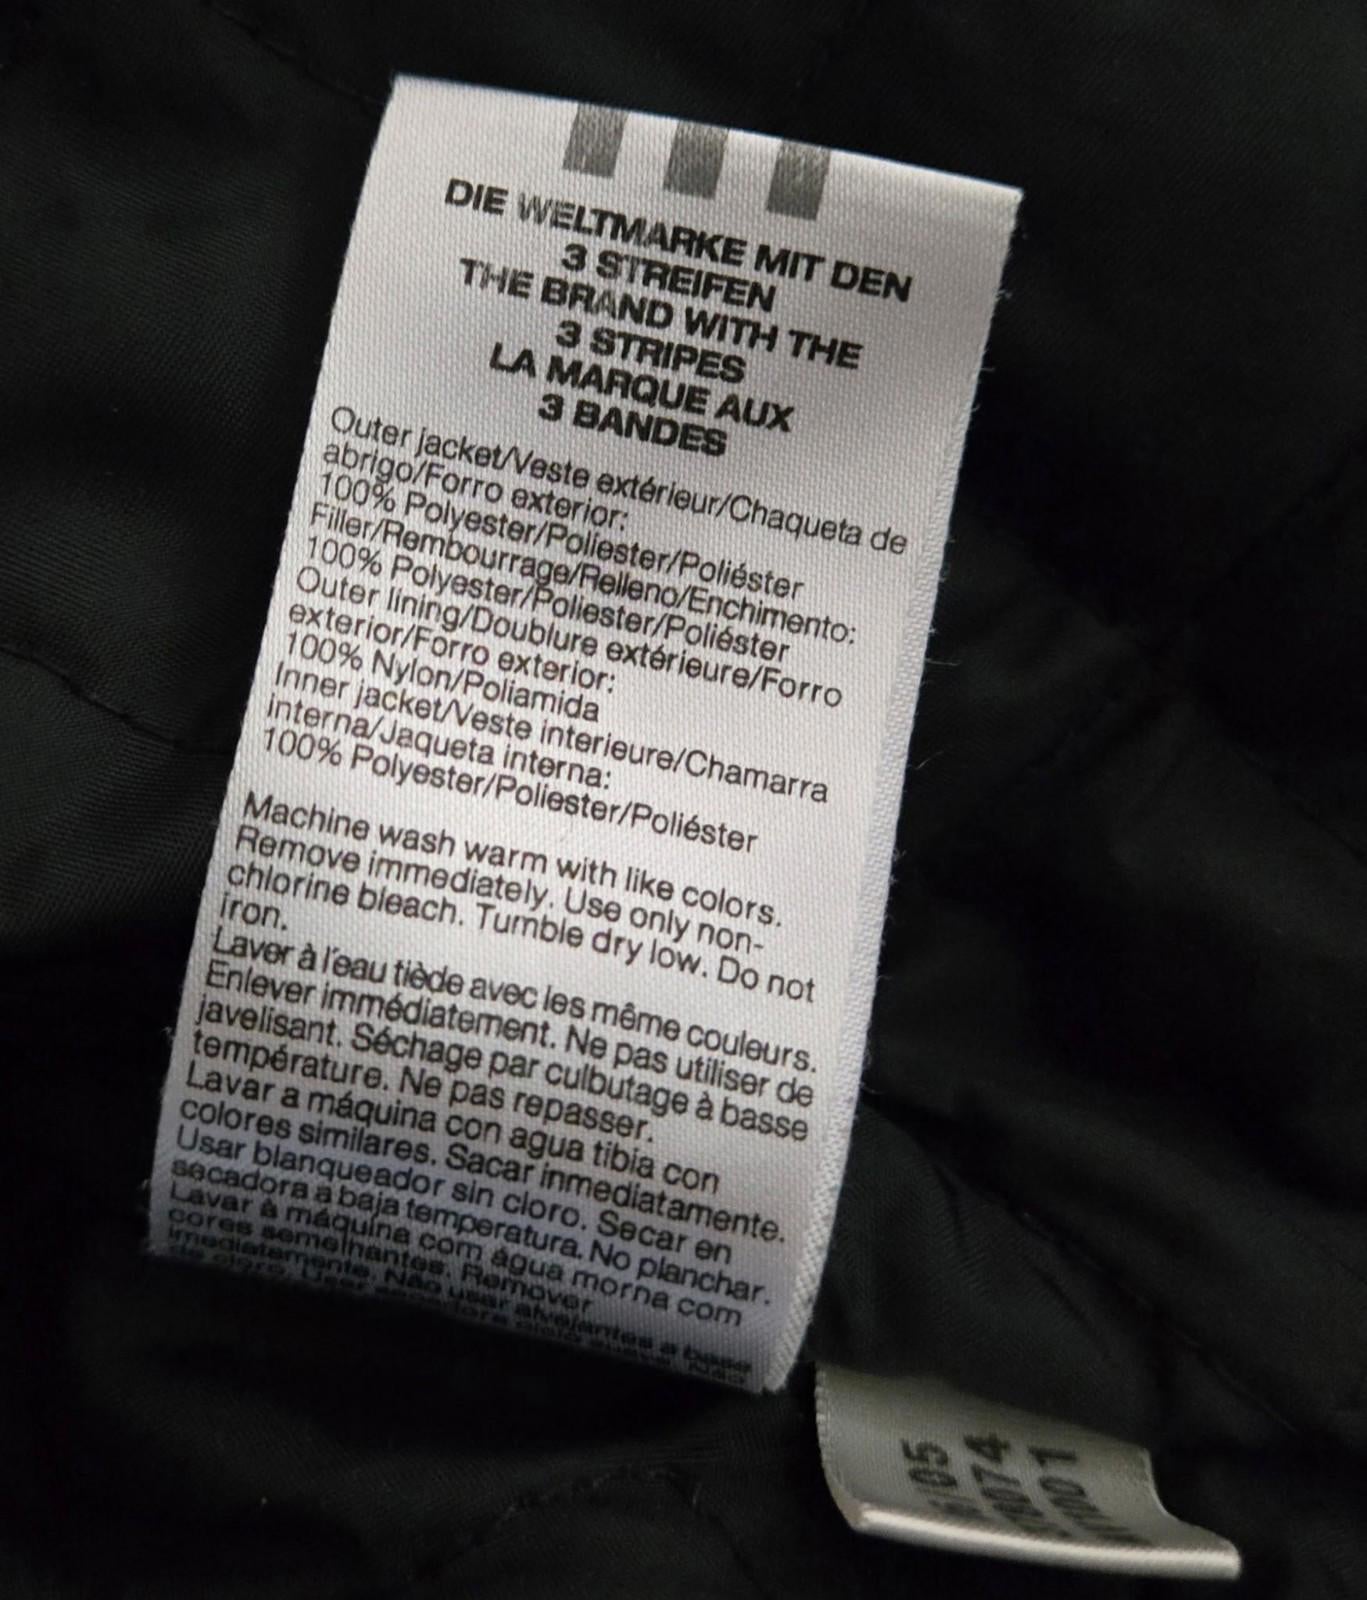 DIE WELTMARKE MIT DEN
3 STREIFEN
THE BRAND WITH THE
3 STRIPES
LA MARQUE AUX
3 BANDES
Outer jacket/Veste extérieur/Chaqueta de
abrigo/Forro exterior:
100% Polyester/Poliester/Poliéster
Filler/Rembourrage/Relleno/Enchimento:
100% Polyester/Poliester/Poliéster
Outer lining/Doublure extérieure/Forro
exterior/Forro exterior:
100% Nylon/Poliamida
Inner jacket/Veste interieure/Chamarra
interna/Jaqueta interna:
100% Polyester/Poliester/Poliéster
Machine wash warm with like colors.
Remove immediately. Use only non-
chlorine bleach. Tumble dry low. Do not
iron.
Laver à l'eau tiède avec les même couleurs.
Enlever immédiatement. Ne pas utiliser de
javelisant. Séchage par culbutage à basse
température. Ne pas repasser.
Lavar a máquina con agua tibia con
colores similares. Sacar inmediatamente.
Usar blanqueador sin cloro. Secar en
secadora a baja temperatura. No planchar.
Lavar à máquina com água morna com
cores semelhantes. Remover
imediatamente. Não usar alvejantes a base
de cloro. Usar secadora
05
7074
1